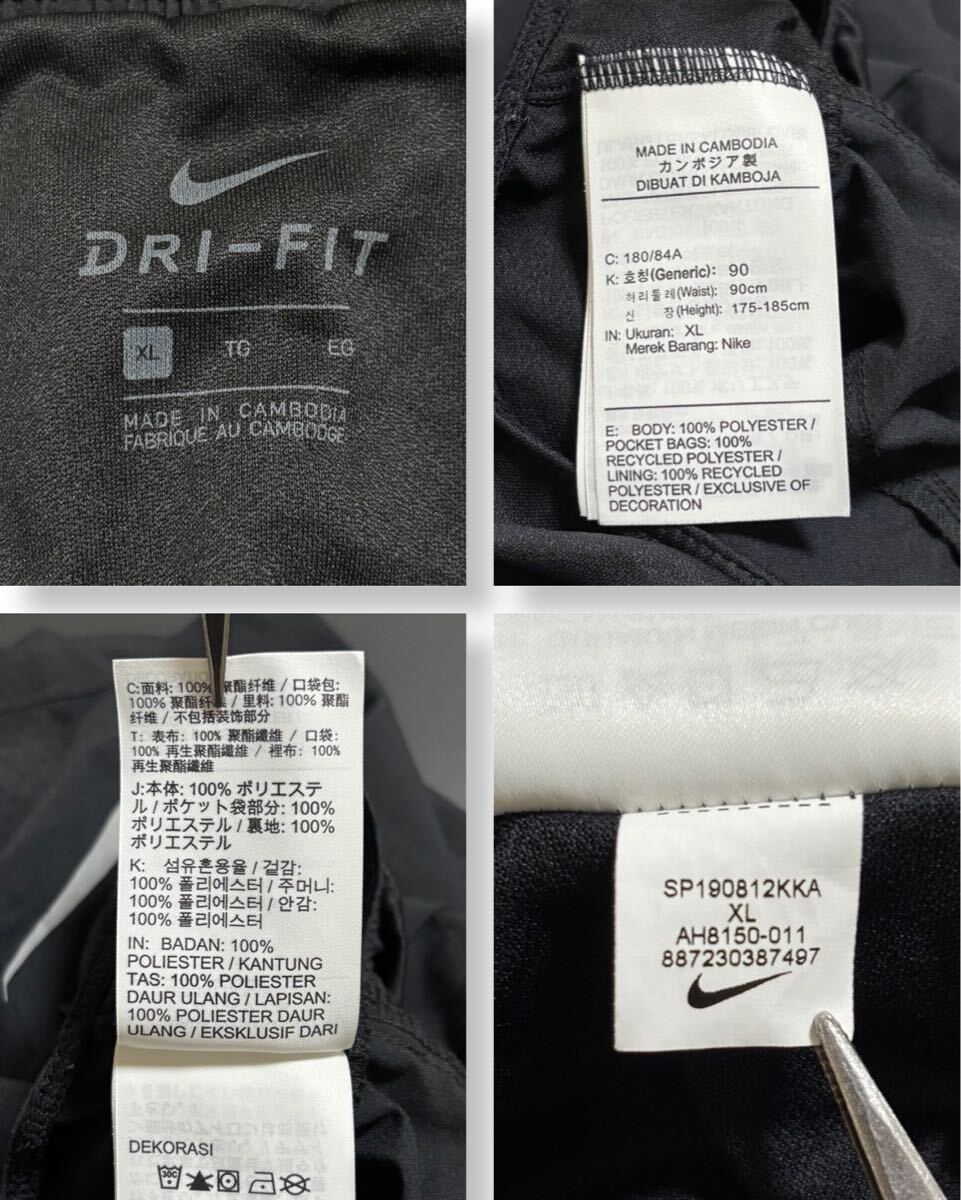 DRI-FIT
XL TG EG
MADE IN CAMBODIA
FABRIQUE AU CAMBODGE
MADE IN CAMBODIA
カンボジア製
DIBUAT DI KAMBOJA
C: 180/84A
K: 호칭(Generic): 90
허리둘레(Waist): 90cm
신 장(Height): 175-185cm
IN: Ukuran: XL
Merek Barang: Nike
E: BODY: 100% POLYESTER /
POCKET BAGS: 100%
RECYCLED POLYESTER /
LINING: 100% RECYCLED
POLYESTER / EXCLUSIVE OF
DECORATION
C:面料: 100% 聚酯纤维 / 口袋包:
100% 聚酯纤维 / 里料: 100% 聚酯
纤维 / 不包括装饰部分
T: 表布: 100% 聚酯纖維 / 口袋:
100% 再生聚酯纖維 / 裡布: 100%
再生聚酯纖維
J:本体: 100% ポリエステ
ル / ポケット袋部分: 100%
ポリエステル / 裏地: 100%
ポリエステル
K: 섬유혼용율 / 겉감:
100% 폴리에스터 / 주머니:
100% 폴리에스터 / 안감:
100% 폴리에스터
IN: BADAN: 100%
POLIESTER / KANTUNG
TAS: 100% POLIESTER
DAUR ULANG / LAPISAN:
100% POLIESTER DAUR
ULANG / EKSKLUSIF DARI
DEKORASI
30C
SP190812KKA
XL
AH8150-011
887230387497